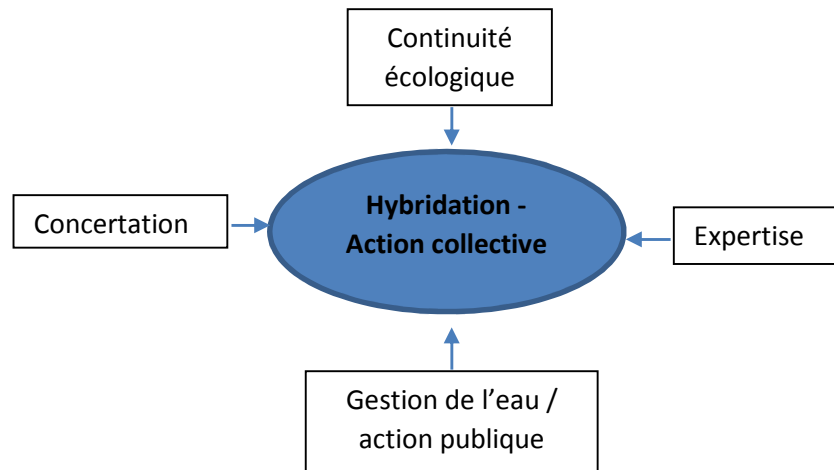 Continuité
écologique
Hybridation -
Action collective
Concertation
Expertise
Gestion de l’eau /
action publique